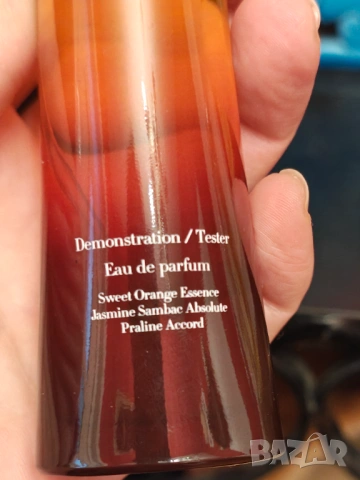 Demonstration / Tester
Eau de parfum
Sweet Orange Essence
Jasmine Sambac Absolute
Praline Accord
BAZAR